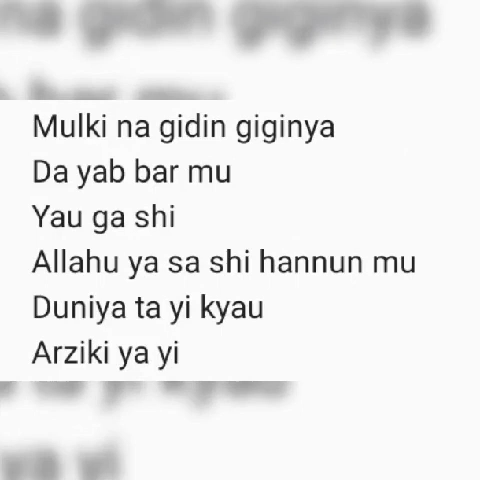 Mulki na gidin giginya
Da yab bar mu
Yau ga shi
Allahu ya sa shi hannun mu
Duniya ta yi kyau
Arziki ya yi